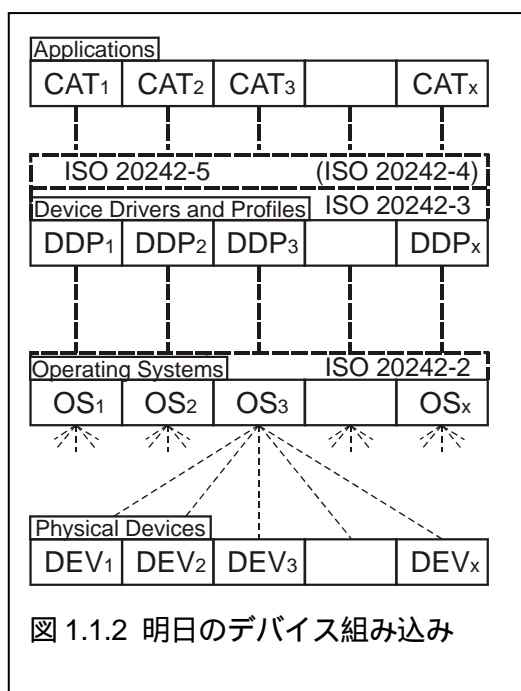 Applications
CAT1 CAT2 CAT3 CATx
ISO 20242-5 (ISO 20242-4)
Device Drivers and Profiles ISO 20242-3
DDP1 DDP2 DDP3 DDPx
Operating Systems ISO 20242-2
OS1 OS2 OS3 OSx
Physical Devices
DEV1 DEV2 DEV3 DEVx
図 1.1.2 明日のデバイス組み込み